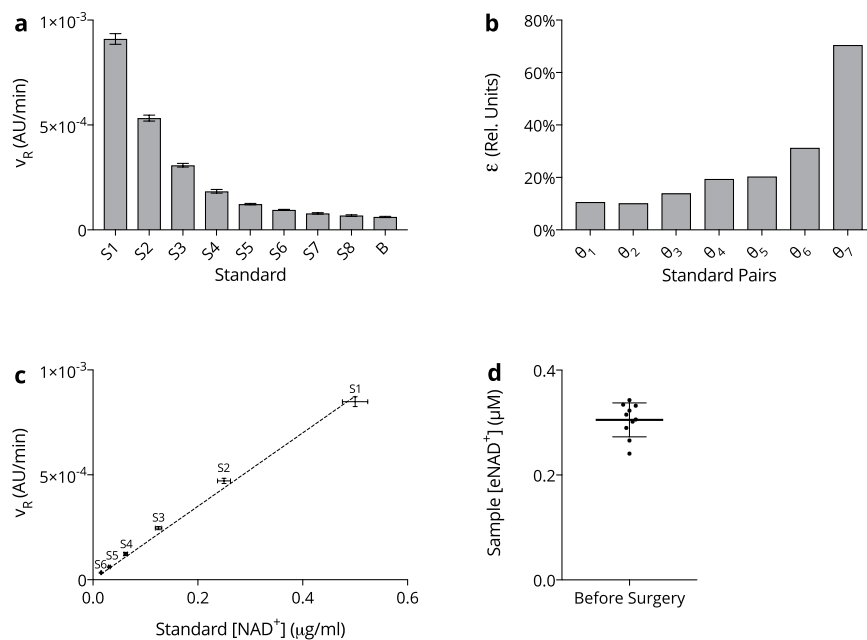 a
1×10⁻³
5×10⁻⁴
0
v_R (AU/min)
S1 S2 S3 S4 S5 S6 S7 S8 B
Standard
b
80%
60%
40%
20%
0%
ε (Rel. Units)
θ₁ θ₂ θ₃ θ₄ θ₅ θ₆ θ₇
Standard Pairs
c
1×10⁻³
5×10⁻⁴
0
v_R (AU/min)
S1
S2
S3
S4
S5
S6
0.0 0.2 0.4 0.6
Standard [NAD⁺] (μg/ml)
d
0.4
0.2
0.0
Sample [eNAD⁺] (μM)
Before Surgery